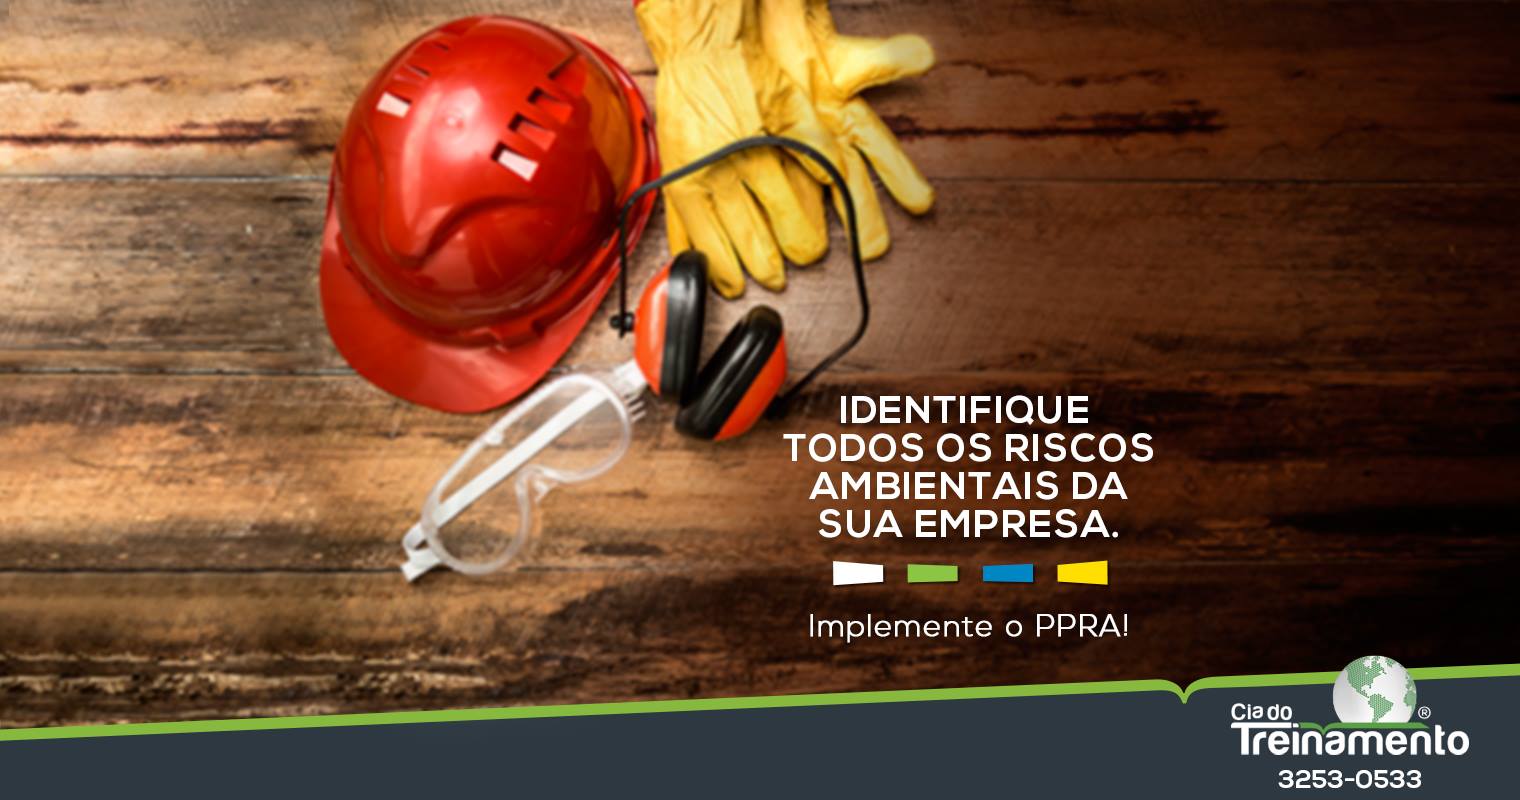 IDENTIFIQUE
TODOS OS RISCOS
AMBIENTAIS DA
SUA EMPRESA.
Implemente o PPRA!
Cia do
Treinamento ®
3253-0533